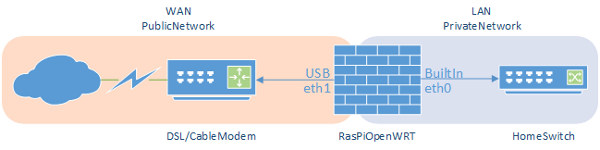 WAN
PublicNetwork
LAN
PrivateNetwork
USB
eth1
BuiltIn
eth0
DSL/CableModem
RasPiOpenWRT
HomeSwitch